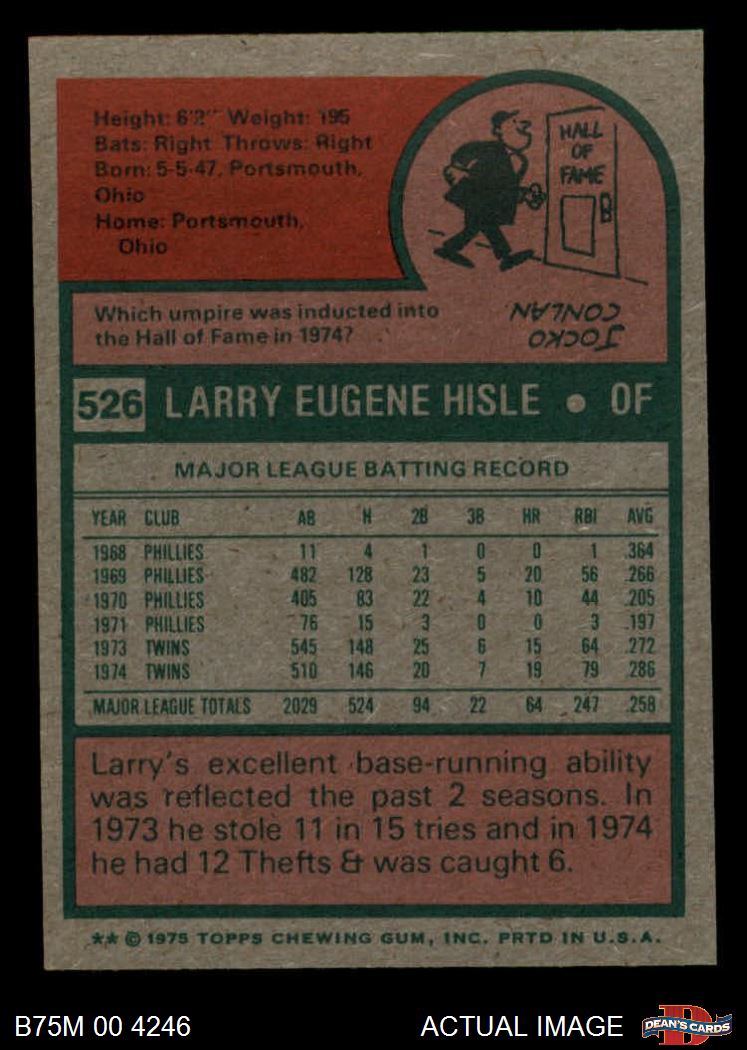 Height: 6'2" Weight: 195
Bats: Right Throws: Right
Born: 5-5-47, Portsmouth,
Ohio
Home: Portsmouth,
Ohio
HALL
OF
FAME
Which umpire was inducted into
the Hall of Fame in 1974?
JOCKO
CONLAN.
526 LARRY EUGENE HISLE • OF
MAJOR LEAGUE BATTING RECORD
YEAR CLUB AB H 2B 3B HR RBI AVG
1968 PHILLIES 11 4 1 0 0 1 .364
1969 PHILLIES 482 128 23 5 20 56 .266
1970 PHILLIES 405 83 22 4 10 44 .205
1971 PHILLIES 76 15 3 0 0 3 .197
1973 TWINS 545 148 25 6 15 64 .272
1974 TWINS 510 146 20 7 19 79 .286
MAJOR LEAGUE TOTALS 2029 524 94 22 64 247 .258
Larry's excellent base-running ability
was reflected the past 2 seasons. In
1973 he stole 11 in 15 tries and in 1974
he had 12 Thefts & was caught 6.
** © 1975 TOPPS CHEWING GUM, INC. PRTD IN U.S.A.
B75M 00 4246 ACTUAL IMAGE D DEAN'S CARDS